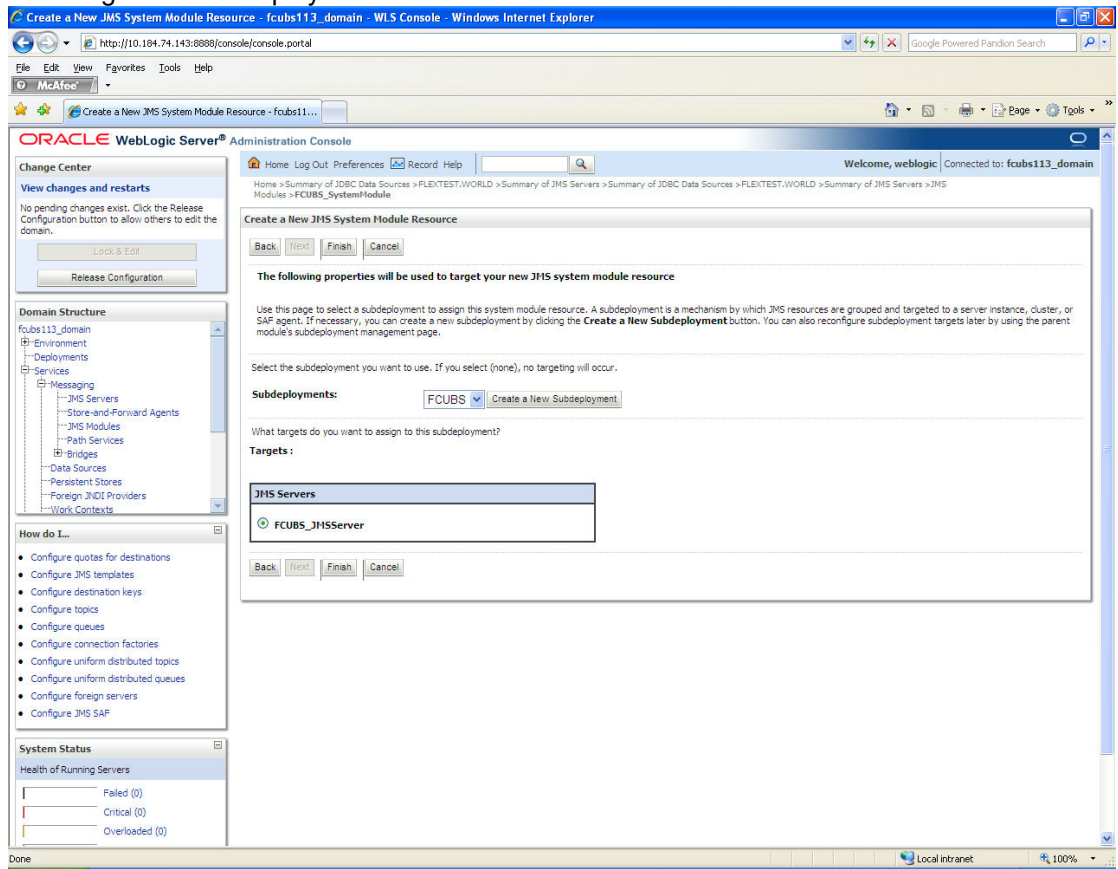 Create a New JMS System Module Resource - fcubs113_domain - WLS Console - Windows Internet Explorer
http://10.184.74.143:8888/console/console.portal
Google Powered Pandion Search
File Edit View Favorites Tools Help
McAfee
Create a New JMS System Module Resource - fcubs11...
Page
Tools
ORACLE WebLogic Server® Administration Console
Change Center
View changes and restarts
No pending changes exist. Click the Release
Configuration button to allow others to edit the
domain.
Lock & Edit
Release Configuration
Domain Structure
fcubs113_domain
Environment
Deployments
Services
Messaging
JMS Servers
Store-and-Forward Agents
JMS Modules
Path Services
Bridges
Data Sources
Persistent Stores
Foreign JNDI Providers
Work Contexts
How do I...
Configure quotas for destinations
Configure JMS templates
Configure destination keys
Configure topics
Configure queues
Configure connection factories
Configure uniform distributed topics
Configure uniform distributed queues
Configure foreign servers
Configure JMS SAF
System Status
Health of Running Servers
Failed (0)
Critical (0)
Overloaded (0)
Home Log Out Preferences Record Help
Welcome, weblogic Connected to: fcubs113_domain
Home >Summary of JDBC Data Sources >FLEXTEST.WORLD >Summary of JMS Servers >Summary of JDBC Data Sources >FLEXTEST.WORLD >Summary of JMS Servers >JMS
Modules >FCUBS_SystemModule
Create a New JMS System Module Resource
Back Next Finish Cancel
The following properties will be used to target your new JMS system module resource
Use this page to select a subdeployment to assign this system module resource. A subdeployment is a mechanism by which JMS resources are grouped and targeted to a server instance, cluster, or
SAF agent. If necessary, you can create a new subdeployment by clicking the Create a New Subdeployment button. You can also reconfigure subdeployment targets later by using the parent
module's subdeployment management page.
Select the subdeployment you want to use. If you select (none), no targeting will occur.
Subdeployments: FCUBS Create a New Subdeployment
What targets do you want to assign to this subdeployment?
Targets :
JMS Servers
FCUBS_JMSServer
Back Next Finish Cancel
Done
Local intranet
100%